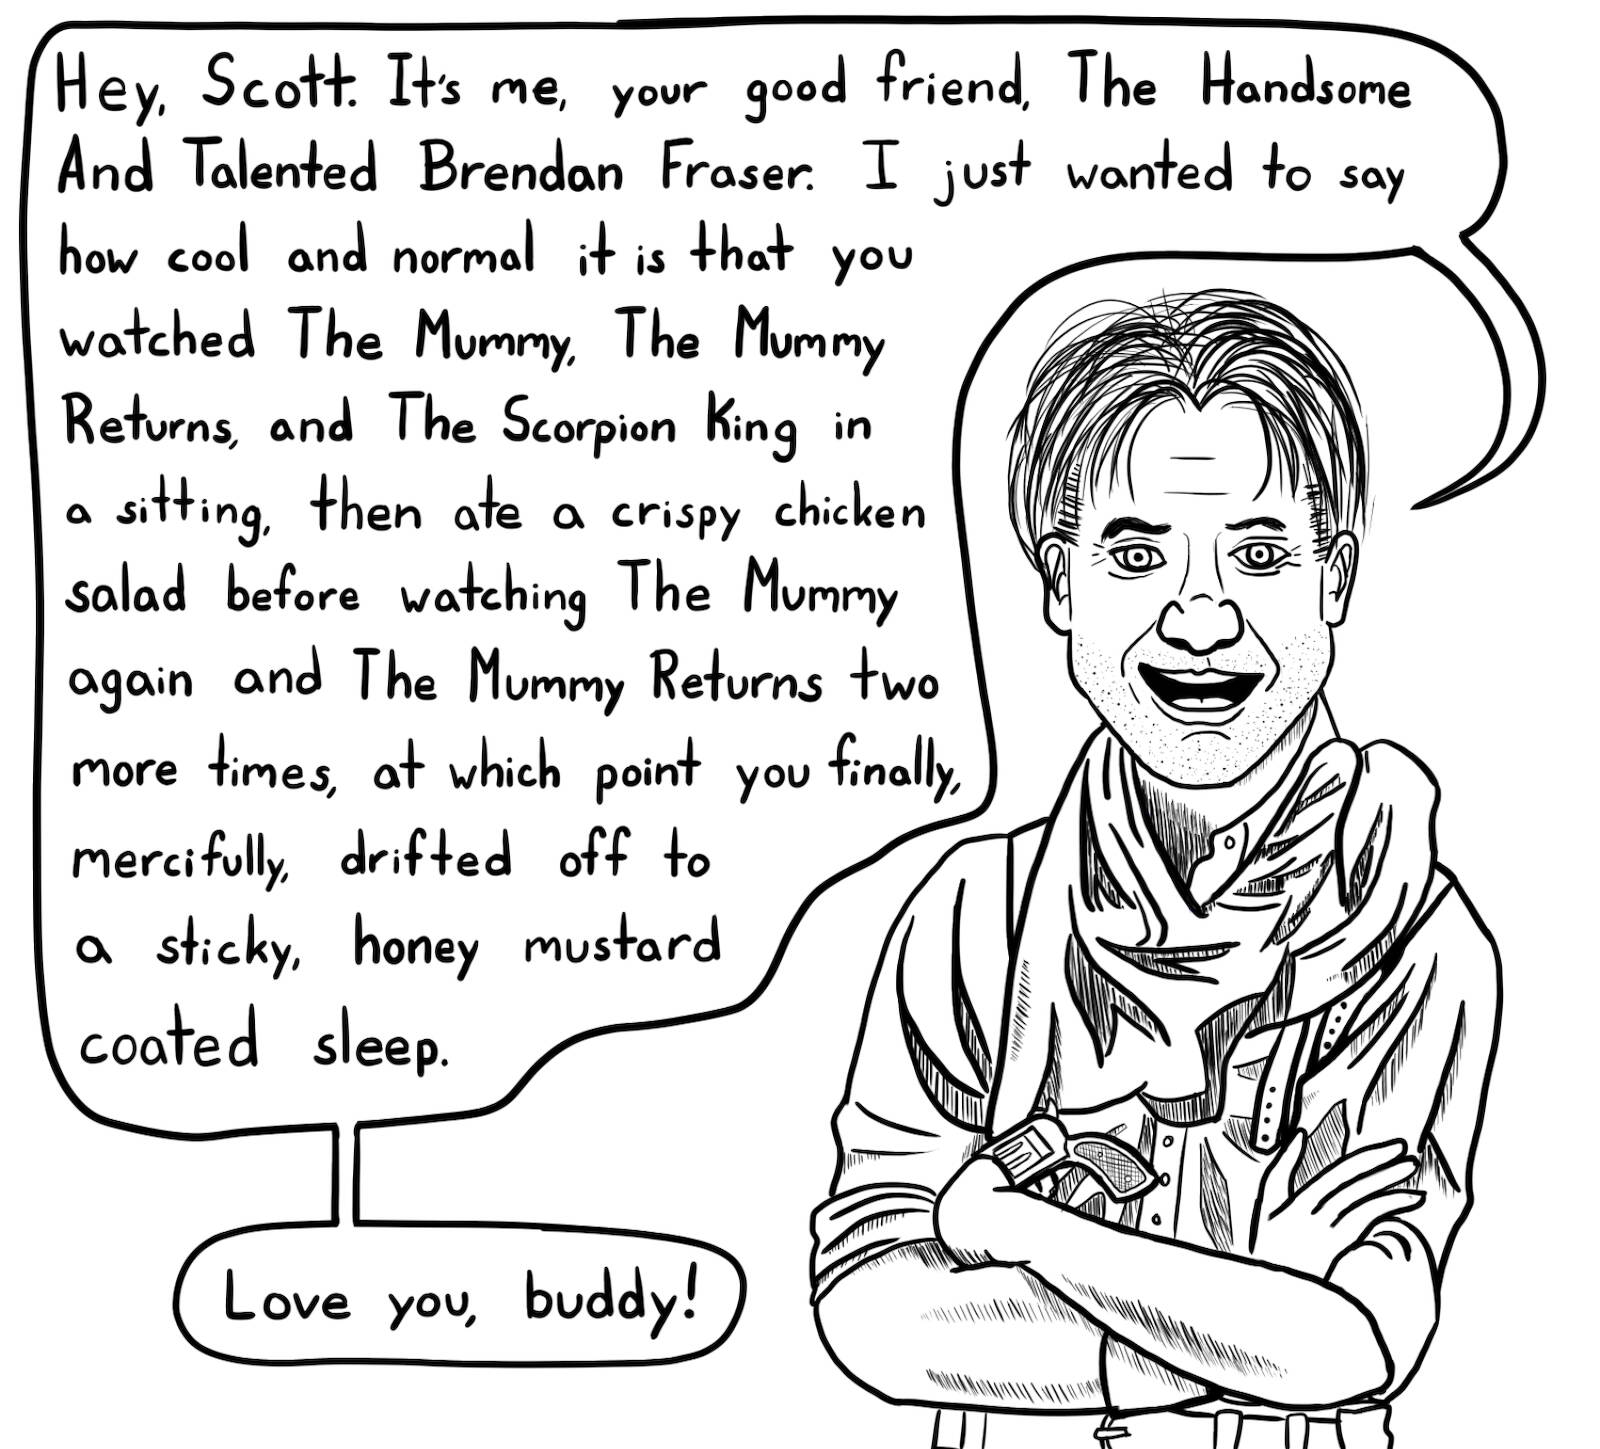 Hey, Scott. It's me, your good friend, The Handsome
And Talented Brendan Fraser. I just wanted to say
how cool and normal it is that you
watched The Mummy, The Mummy
Returns, and The Scorpion King in
a sitting, then ate a crispy chicken
salad before watching The Mummy
again and The Mummy Returns two
more times, at which point you finally,
mercifully, drifted off to
a sticky, honey mustard
coated sleep.
Love you, buddy!